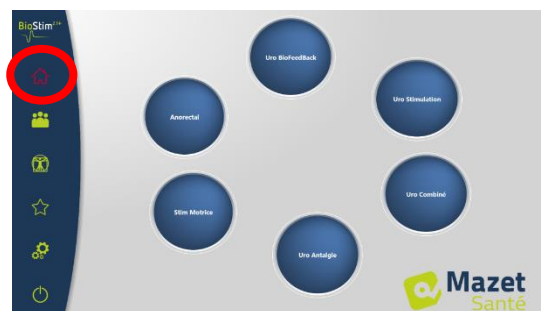 BioStim
Uro BioFeedBack
Uro Stimulation
Anorectal
Uro Combiné
Stim Motrice
Uro Antalgie
Mazet
Santé